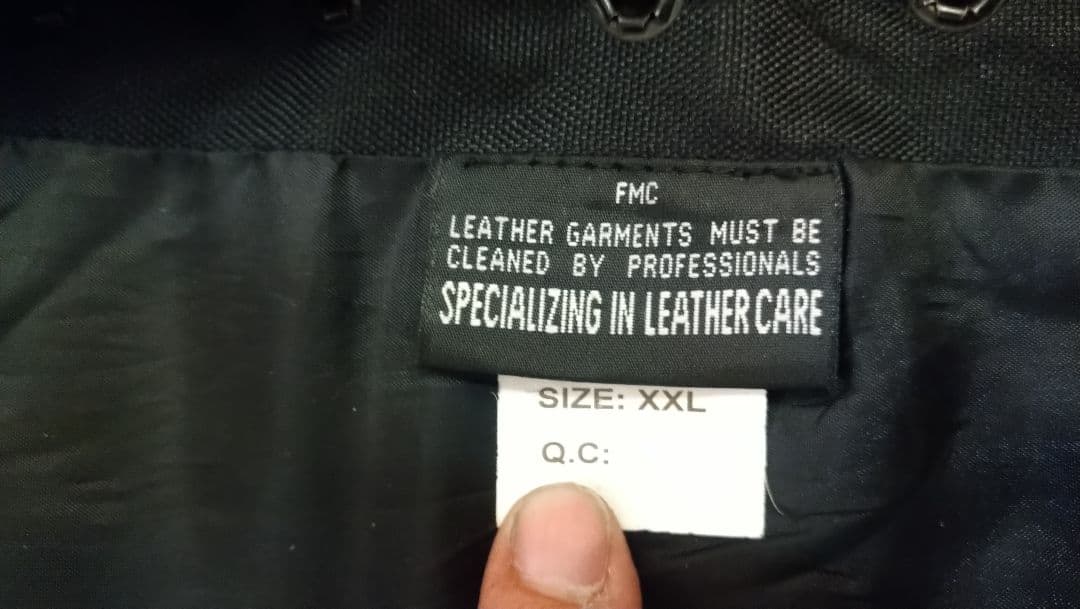 FMC
LEATHER GARMENTS MUST BE
CLEANED BY PROFESSIONALS
SPECIALIZING IN LEATHER CARE
SIZE: XXL
Q.C: